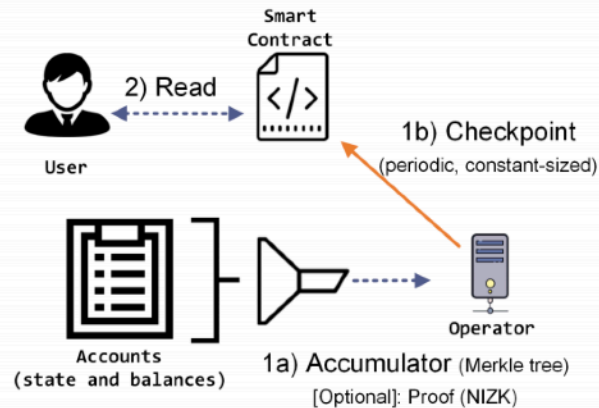 Smart
Contract
</>
2) Read
User
1b) Checkpoint
(periodic, constant-sized)
Operator
Accounts
(state and balances)
1a) Accumulator (Merkle tree)
[Optional]: Proof (NIZK)